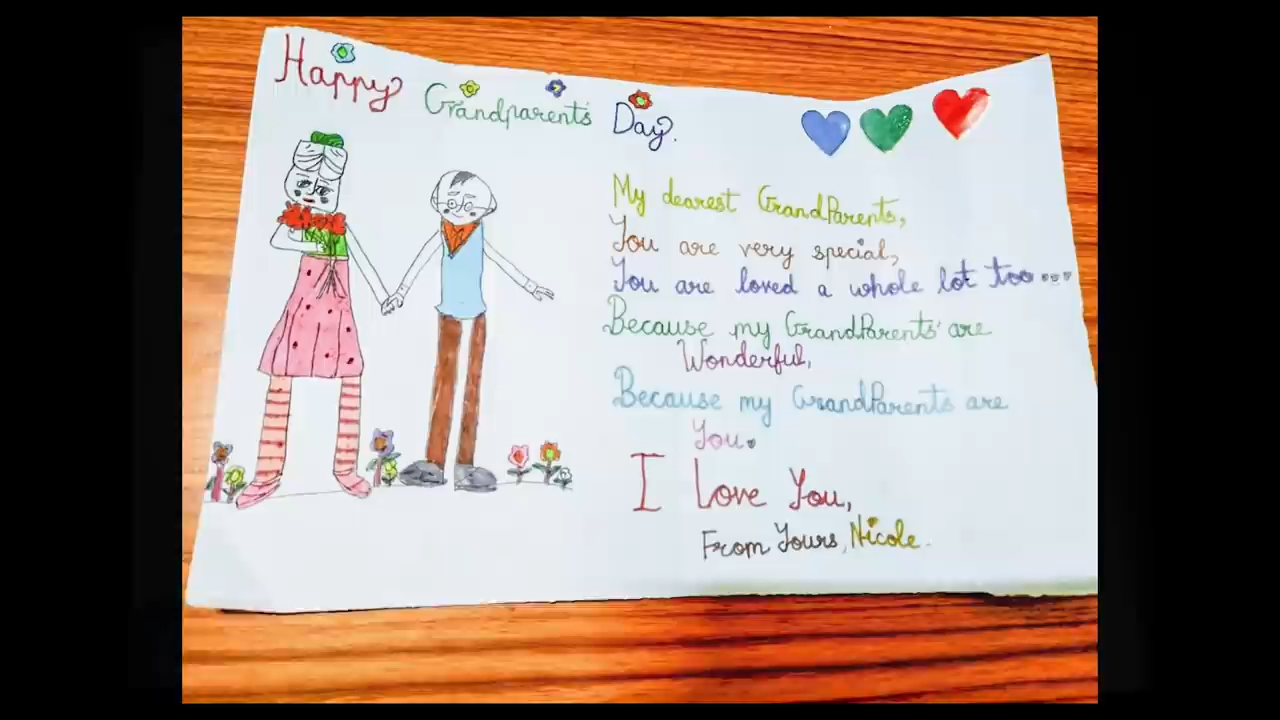 Happy Grandparents' Day.
My dearest GrandParents,
You are very special,
You are loved a whole lot too...
Because my GrandParents' are
Wonderful,
Because my GrandParents are
You.
I Love You,
From Yours, Nicole.